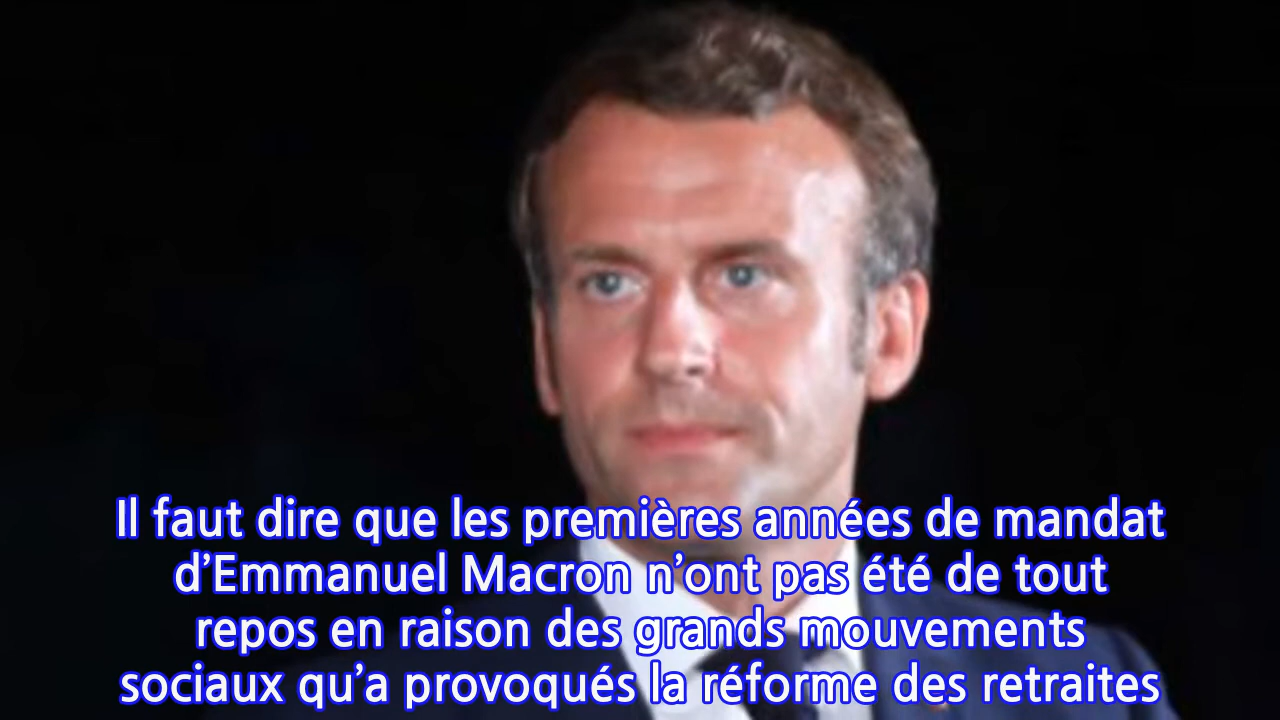 Il faut dire que les premières années de mandat
d’Emmanuel Macron n’ont pas été de tout
repos en raison des grands mouvements
sociaux qu’a provoqués la réforme des retraites